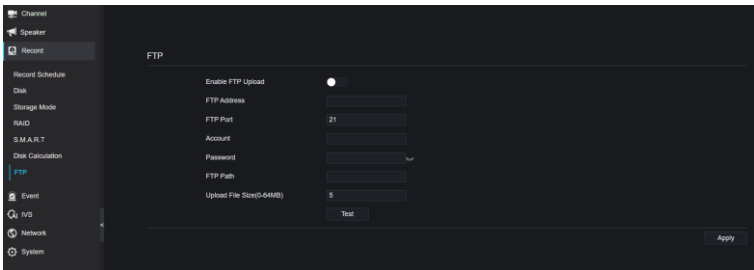 Channel
Speaker
Record
Record Schedule
Disk
Storage Mode
RAID
S.M.A.R.T
Disk Calculation
FTP
Event
IVS
Network
System
FTP
Enable FTP Upload
FTP Address
FTP Port 21
Account
Password
FTP Path
Upload File Size(0-64MB) 5
Test
Apply